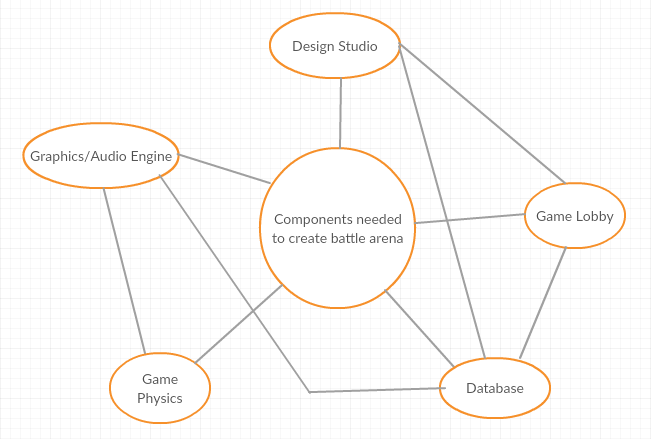 Design Studio
Graphics/Audio Engine
Components needed
to create battle arena
Game Lobby
Game
Physics
Database